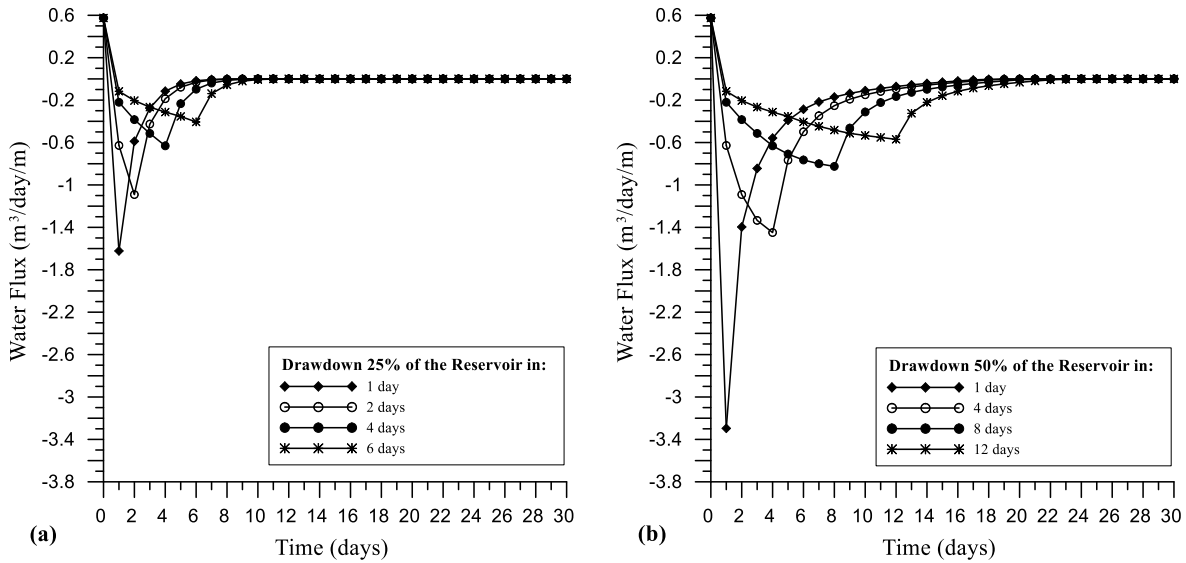 0.6
0.2
-0.2
-0.6
-1
-1.4
-1.8
-2.2
-2.6
-3
-3.4
-3.8
Water Flux (m³/day/m)
Drawdown 25% of the Reservoir in:
1 day
2 days
4 days
6 days
0 2 4 6 8 10 12 14 16 18 20 22 24 26 28 30
Time (days)
(a)
0.6
0.2
-0.2
-0.6
-1
-1.4
-1.8
-2.2
-2.6
-3
-3.4
-3.8
Water Flux (m³/day/m)
Drawdown 50% of the Reservoir in:
1 day
4 days
8 days
12 days
0 2 4 6 8 10 12 14 16 18 20 22 24 26 28 30
Time (days)
(b)